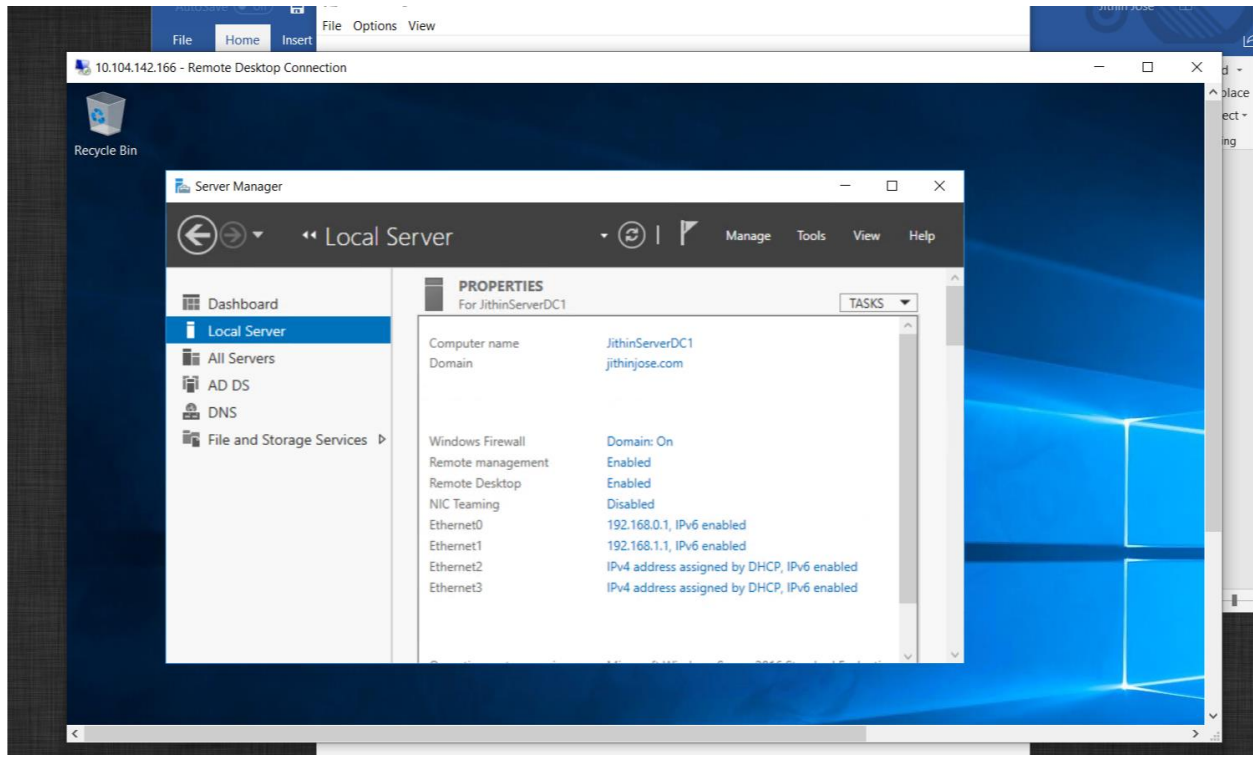 AutoSave
Jithin Jose
File Options View
File Home Insert
10.104.142.166 - Remote Desktop Connection
Recycle Bin
Server Manager
Local Server
Manage Tools View Help
Dashboard
Local Server
All Servers
AD DS
DNS
File and Storage Services
PROPERTIES
For JithinServerDC1
TASKS
Computer name JithinServerDC1
Domain jithinjose.com
Windows Firewall Domain: On
Remote management Enabled
Remote Desktop Enabled
NIC Teaming Disabled
Ethernet0 192.168.0.1, IPv6 enabled
Ethernet1 192.168.1.1, IPv6 enabled
Ethernet2 IPv4 address assigned by DHCP, IPv6 enabled
Ethernet3 IPv4 address assigned by DHCP, IPv6 enabled